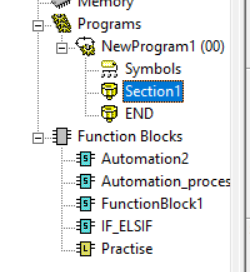 Memory
Programs
NewProgram1 (00)
Symbols
Section1
END
Function Blocks
Automation2
Automation_proces
FunctionBlock1
IF_ELSIF
Practise